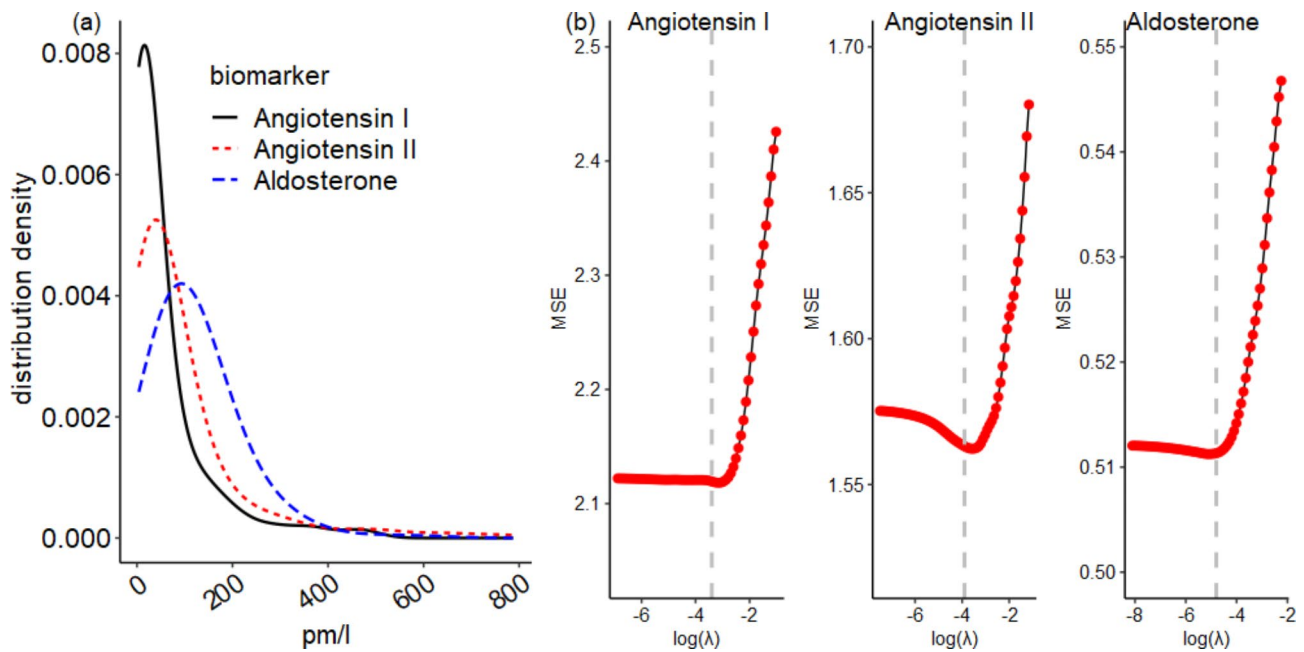 (a)
distribution density
0.008
0.006
0.004
0.002
0.000
biomarker
Angiotensin I
Angiotensin II
Aldosterone
0
200
400
600
800
pm/l
(b)
Angiotensin I
MSE
2.5
2.4
2.3
2.2
2.1
-6
-4
-2
log(λ)
Angiotensin II
MSE
1.70
1.65
1.60
1.55
-6
-4
-2
log(λ)
Aldosterone
MSE
0.55
0.54
0.53
0.52
0.51
0.50
-8
-6
-4
-2
log(λ)